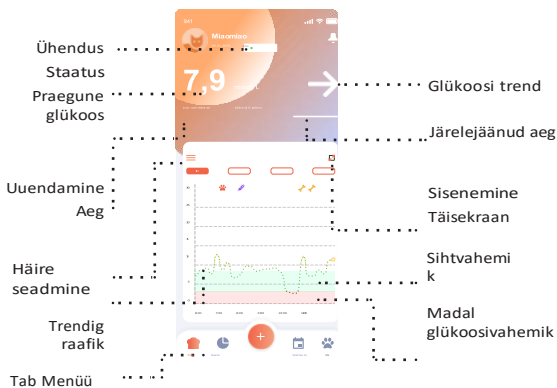 Ühendus
Staatus
Praegune
glükoos
Uuendamine
Aeg
Häire
seadmine
Trendig
raafik
Tab Menüü
Miaomiao
7,9
Glükoosi trend
Järelejäänud aeg
Sisenemine
Täisekraan
Sihtvahemi
k
Madal
glükoosivahemik